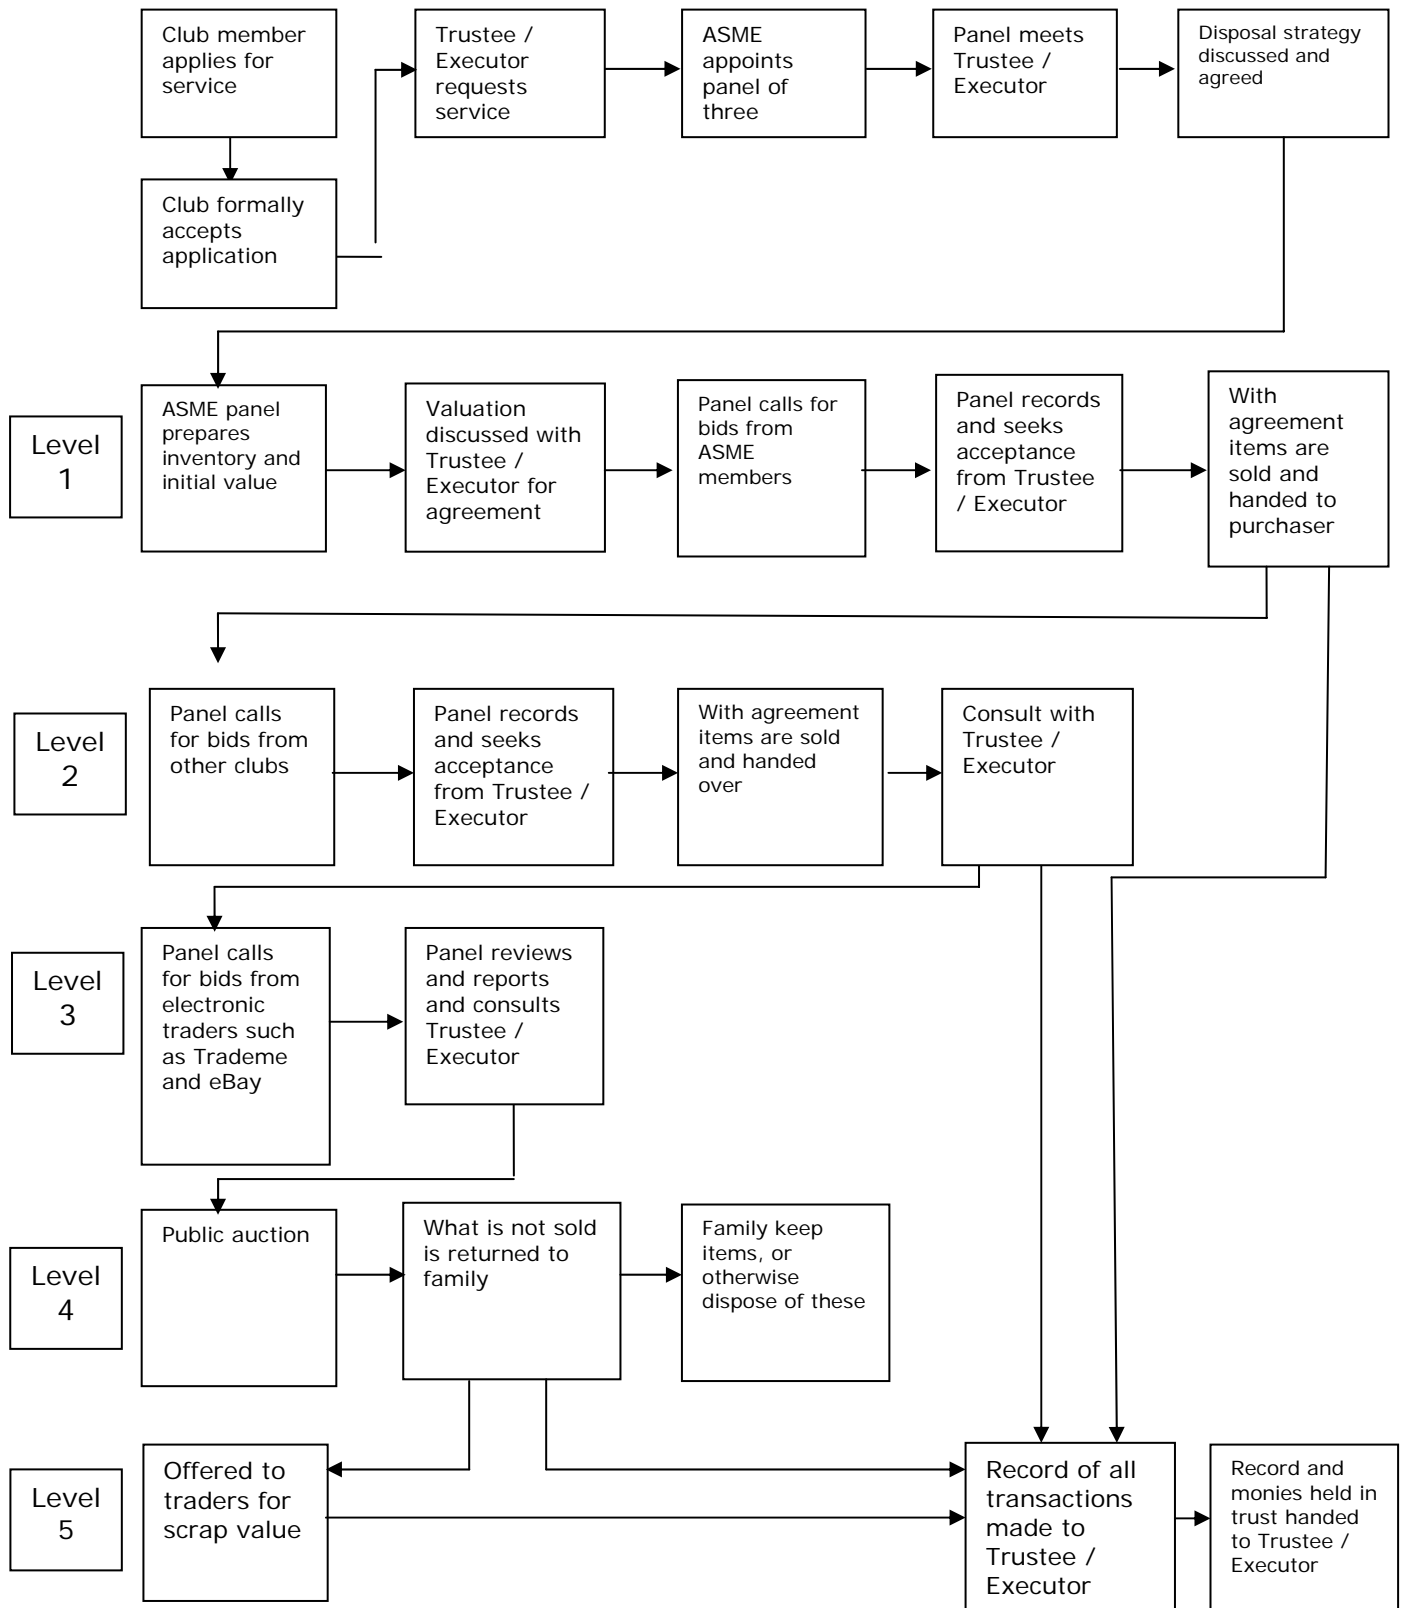 Club member
applies for
service
Trustee /
Executor
requests
service
ASME
appoints
panel of
three
Panel meets
Trustee /
Executor
Disposal strategy
discussed and
agreed
Club formally
accepts
application
Level
1
ASME panel
prepares
inventory and
initial value
Valuation
discussed with
Trustee /
Executor for
agreement
Panel calls for
bids from
ASME
members
Panel records
and seeks
acceptance
from Trustee
/ Executor
With
agreement
items are
sold and
handed to
purchaser
Level
2
Panel calls
for bids from
other clubs
Panel records
and seeks
acceptance
from Trustee /
Executor
With agreement
items are sold
and handed
over
Consult with
Trustee /
Executor
Level
3
Panel calls
for bids from
electronic
traders such
as Trademe
and eBay
Panel reviews
and reports
and consults
Trustee /
Executor
Level
4
Public auction
What is not sold
is returned to
family
Family keep
items, or
otherwise
dispose of these
Level
5
Offered to
traders for
scrap value
Record of all
transactions
made to
Trustee /
Executor
Record and
monies held in
trust handed
to Trustee /
Executor